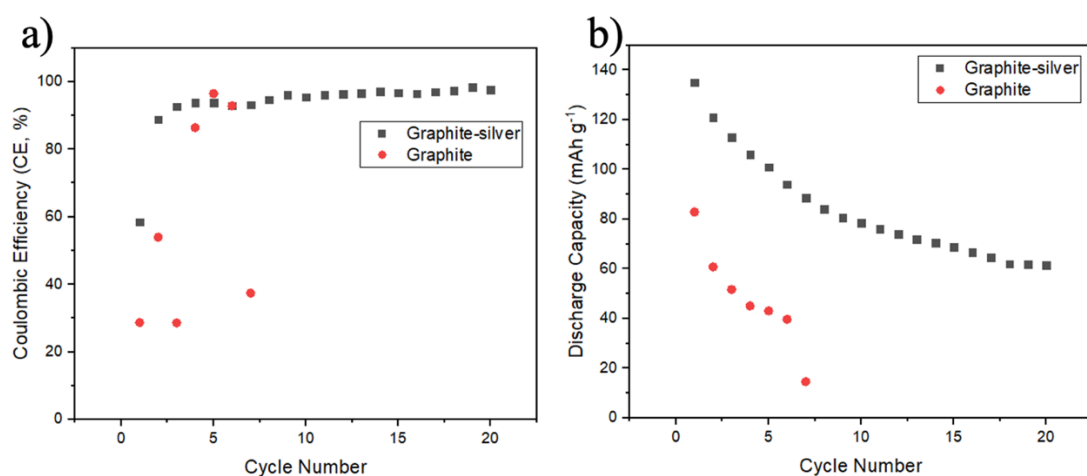 a)
Coulombic Efficiency (CE, %)
100
80
60
40
20
0
Graphite-silver
Graphite
0 5 10 15 20
Cycle Number
b)
Discharge Capacity (mAh g⁻¹)
140
120
100
80
60
40
20
0
Graphite-silver
Graphite
0 5 10 15 20
Cycle Number